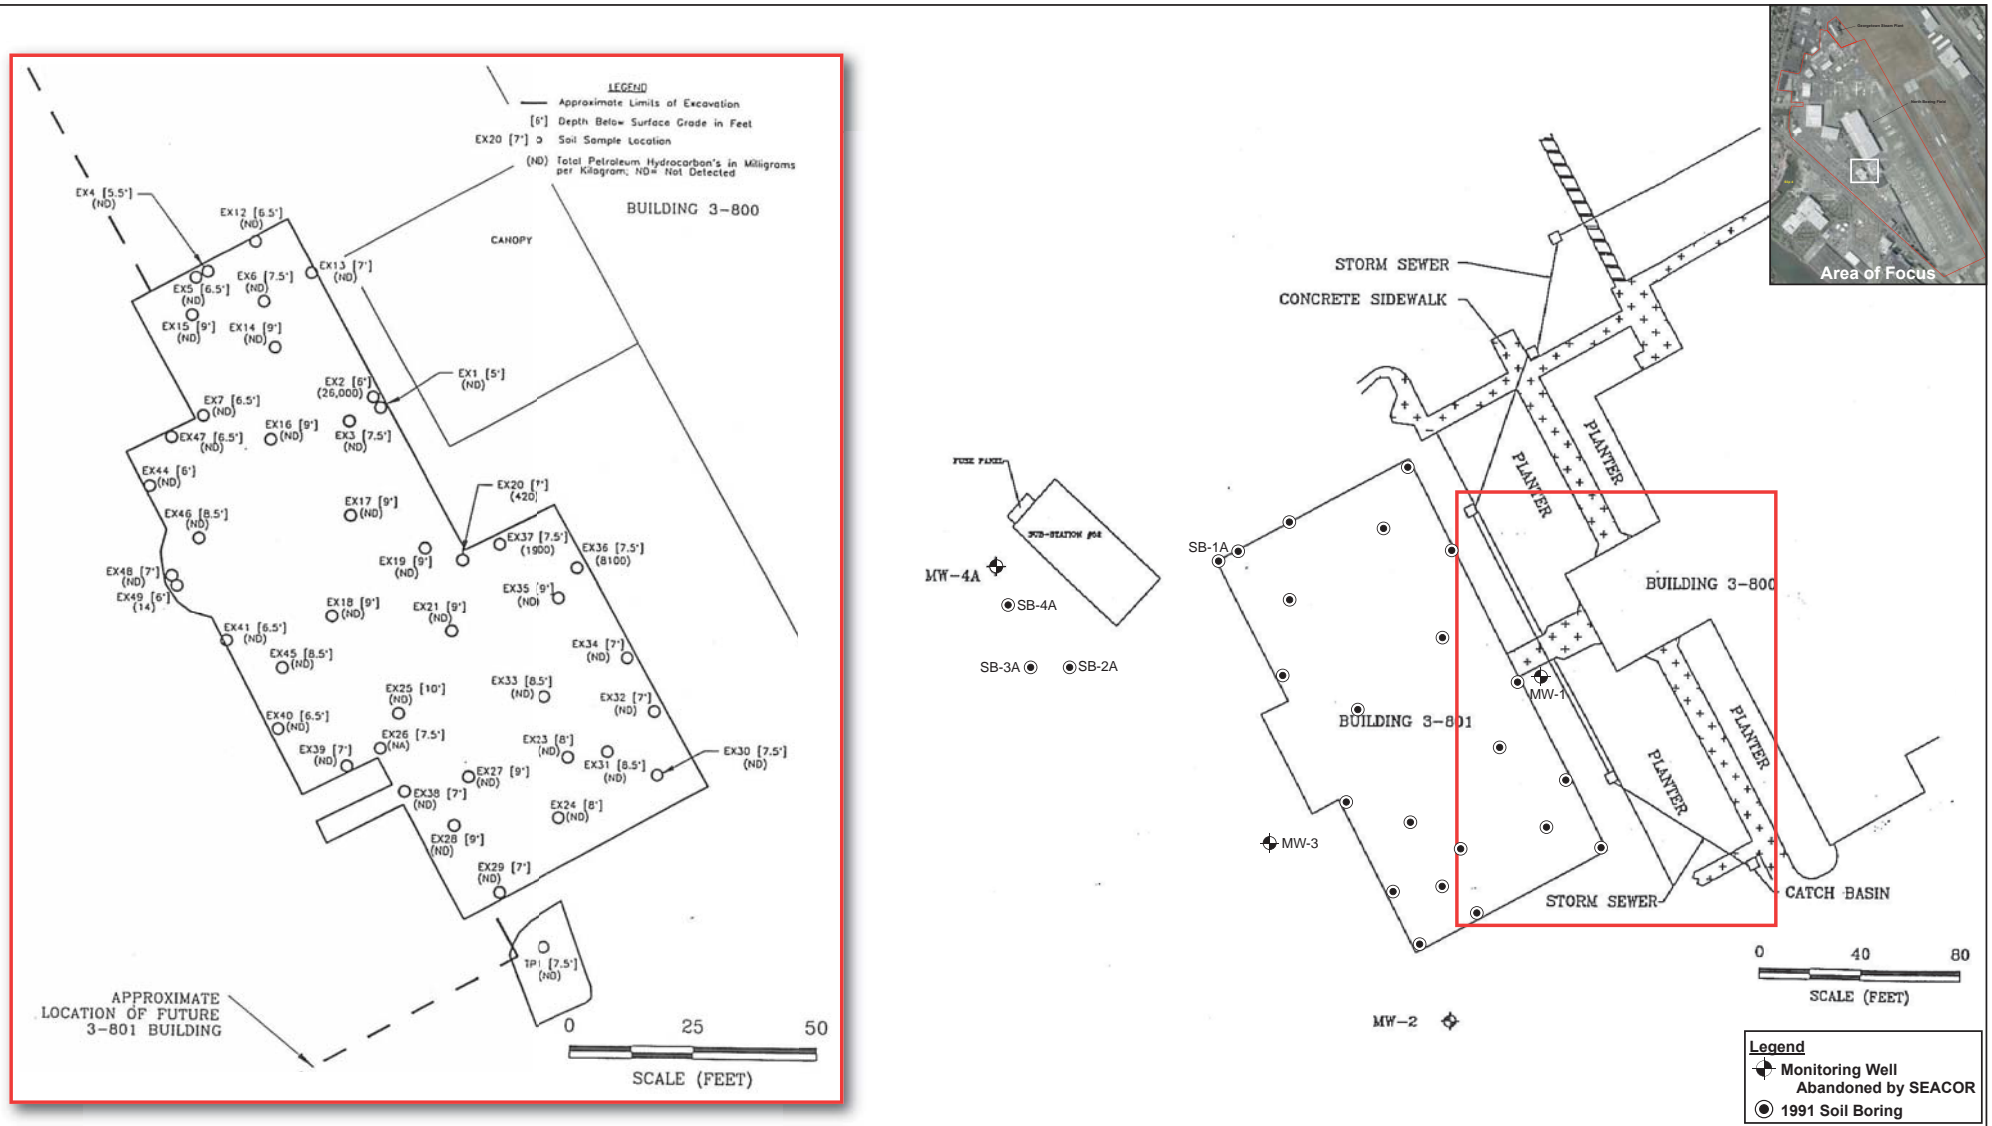 LEGEND
Approximate Limits of Excavation
[6'] Depth Below Surface Grade in Feet
EX20 [7'] Soil Sample Location
(ND) Total Petroleum Hydrocarbon's in Milligrams
per Kilogram; ND= Not Detected
BUILDING 3-800
CANOPY
EX4 [5.5']
(ND)
EX12 [6.5']
(ND)
EX13 [7']
(ND)
EX6 [7.5']
(ND)
EX5 [6.5']
(ND)
EX15 [9']
(ND)
EX14 [9']
(ND)
EX2 [6']
(26,000)
EX1 [5']
(ND)
EX7 [6.5']
(ND)
EX47 [6.5']
(ND)
EX16 [9']
(ND)
EX3 [7.5']
(ND)
EX44 [6']
(ND)
EX20
(420)
EX17 [9']
(ND)
EX46 [8.5']
(ND)
EX37 [7.5']
(1900)
EX36 [7.5']
(8100)
EX19 [9']
(ND)
EX48 [7']
(ND)
EX49 [6']
(14)
EX35 [9']
(ND)
EX18 [9']
(ND)
EX21 [9']
(ND)
EX41 [6.5']
(ND)
EX45 [8.5']
(ND)
EX34 [7']
(ND)
EX33 [8.5']
(ND)
EX32 [7']
(ND)
EX25 [10']
(ND)
EX40 [6.5']
(ND)
EX26 [7.5']
(NA)
EX39 [7']
(ND)
EX23 [8']
(ND)
EX31 [8.5']
(ND)
EX30 [7.5']
(ND)
EX27 [9']
(ND)
EX38 [7']
(ND)
EX24 [8']
(ND)
EX28 [9']
(ND)
EX29 [7']
(ND)
TP1 [7.5']
(ND)
APPROXIMATE
LOCATION OF FUTURE
3-801 BUILDING
0 25 50
SCALE (FEET)
STORM SEWER
CONCRETE SIDEWALK
FUSE PANEL
SUB-STATION #52
MW-4A
SB-4A
SB-3A
SB-2A
SB-1A
PLANTER
PLANTER
BUILDING 3-800
MW-1
BUILDING 3-801
PLANTER
PLANTER
MW-3
STORM SEWER
CATCH BASIN
MW-2
0 40 80
SCALE (FEET)
Georgetown Steam Plant
North Boeing Field
Area of Focus
Legend
Monitoring Well
Abandoned by SEACOR
1991 Soil Boring